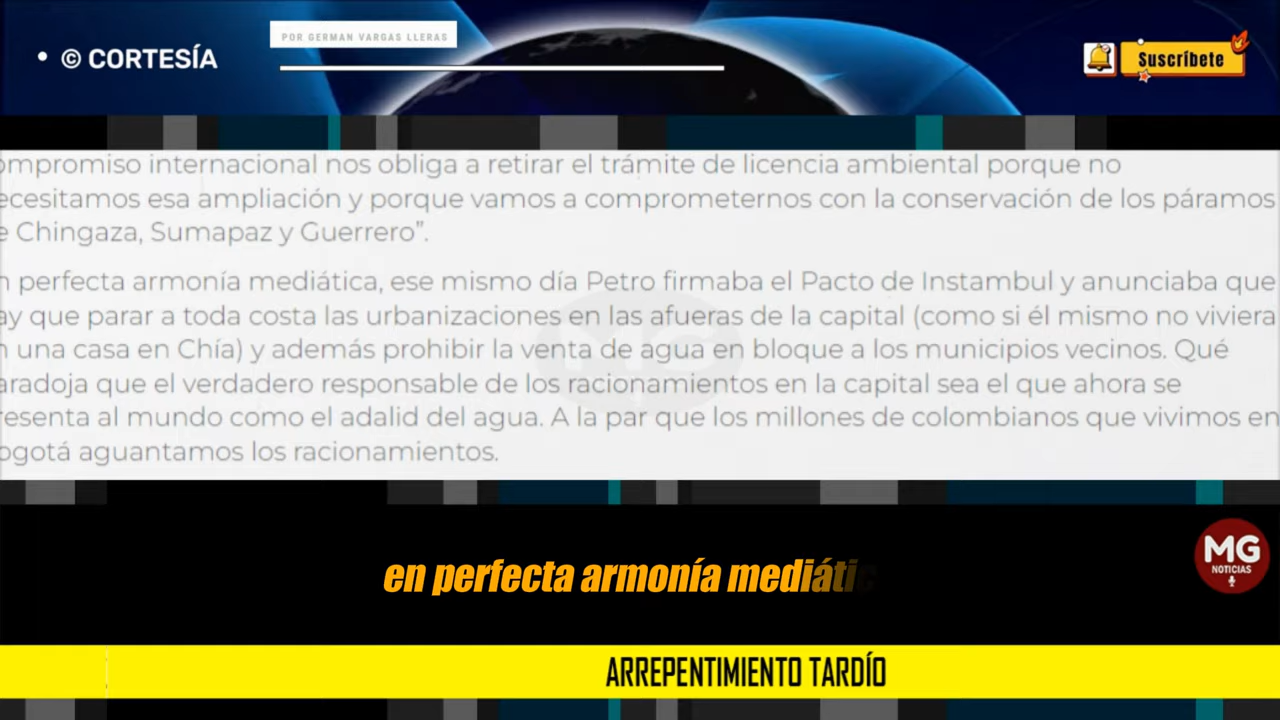 • © CORTESÍA
POR GERMAN VARGAS LLERAS
Suscríbete
ompromiso internacional nos obliga a retirar el trámite de licencia ambiental porque no
ecesitamos esa ampliación y porque vamos a comprometernos con la conservación de los páramos
e Chingaza, Sumapaz y Guerrero”.
n perfecta armonía mediática, ese mismo día Petro firmaba el Pacto de Instambul y anunciaba que
ay que parar a toda costa las urbanizaciones en las afueras de la capital (como si él mismo no viviera
n una casa en Chía) y además prohibir la venta de agua en bloque a los municipios vecinos. Qué
aradoja que el verdadero responsable de los racionamientos en la capital sea el que ahora se
resenta al mundo como el adalid del agua. A la par que los millones de colombianos que vivimos en
ogotá aguantamos los racionamientos.
MG
NOTICIAS
en perfecta armonía mediátic
ARREPENTIMIENTO TARDÍO